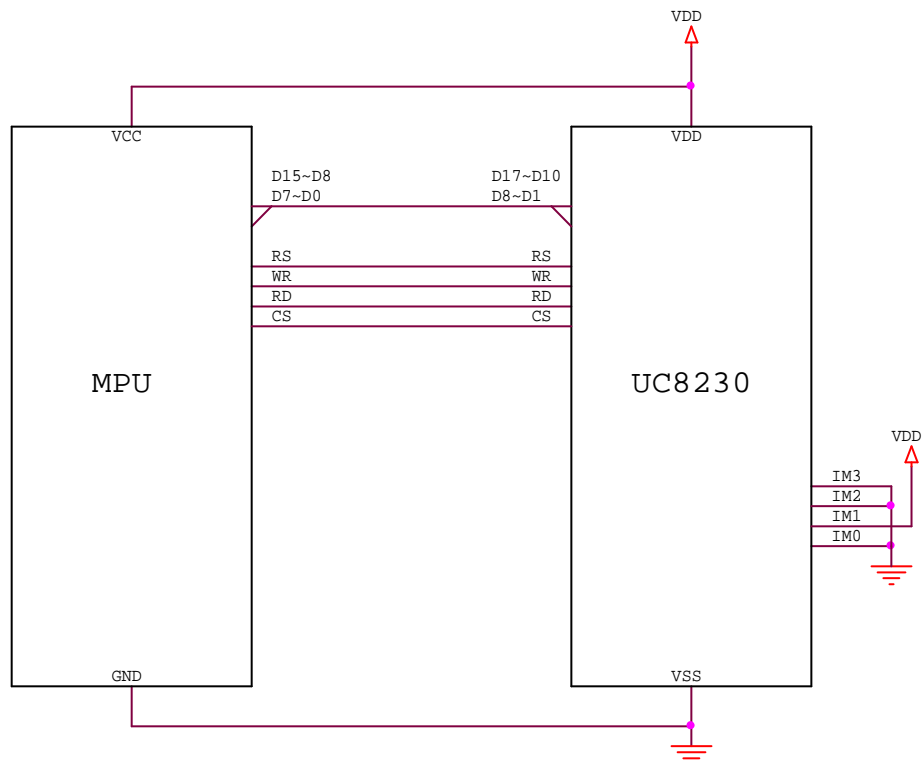 VDD
VCC
VDD
D15~D8
D17~D10
D7~D0
D8~D1
RS
RS
WR
WR
RD
RD
CS
CS
MPU
UC8230
VDD
IM3
IM2
IM1
IM0
GND
VSS